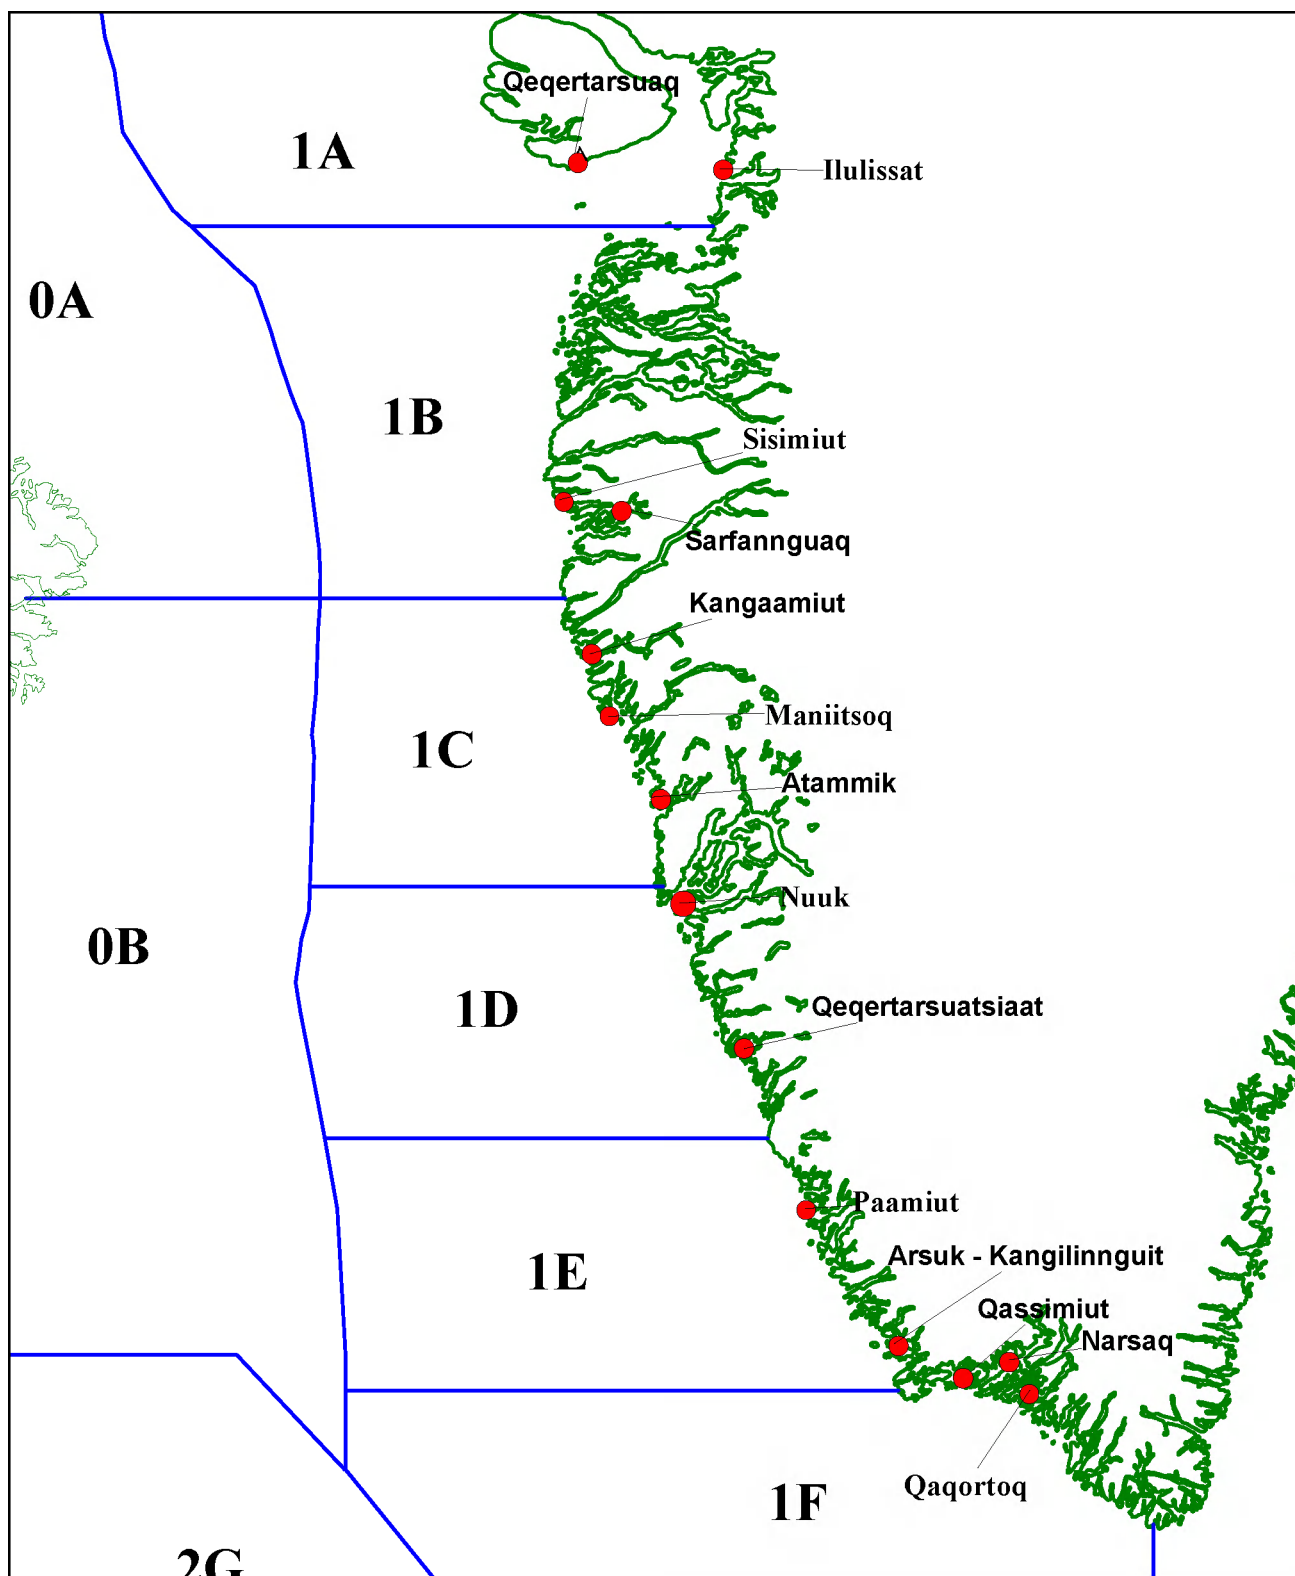 Qeqertarsuaq
1A
Ilulissat
0A
1B
Sisimiut
Sarfannguaq
Kangaamiut
Maniitsoq
1C
Atammik
Nuuk
0B
1D
Qeqertarsuatsiaat
Paamiut
Arsuk - Kangilinnguit
1E
Qassimiut
Narsaq
Qaqortoq
1F
2G